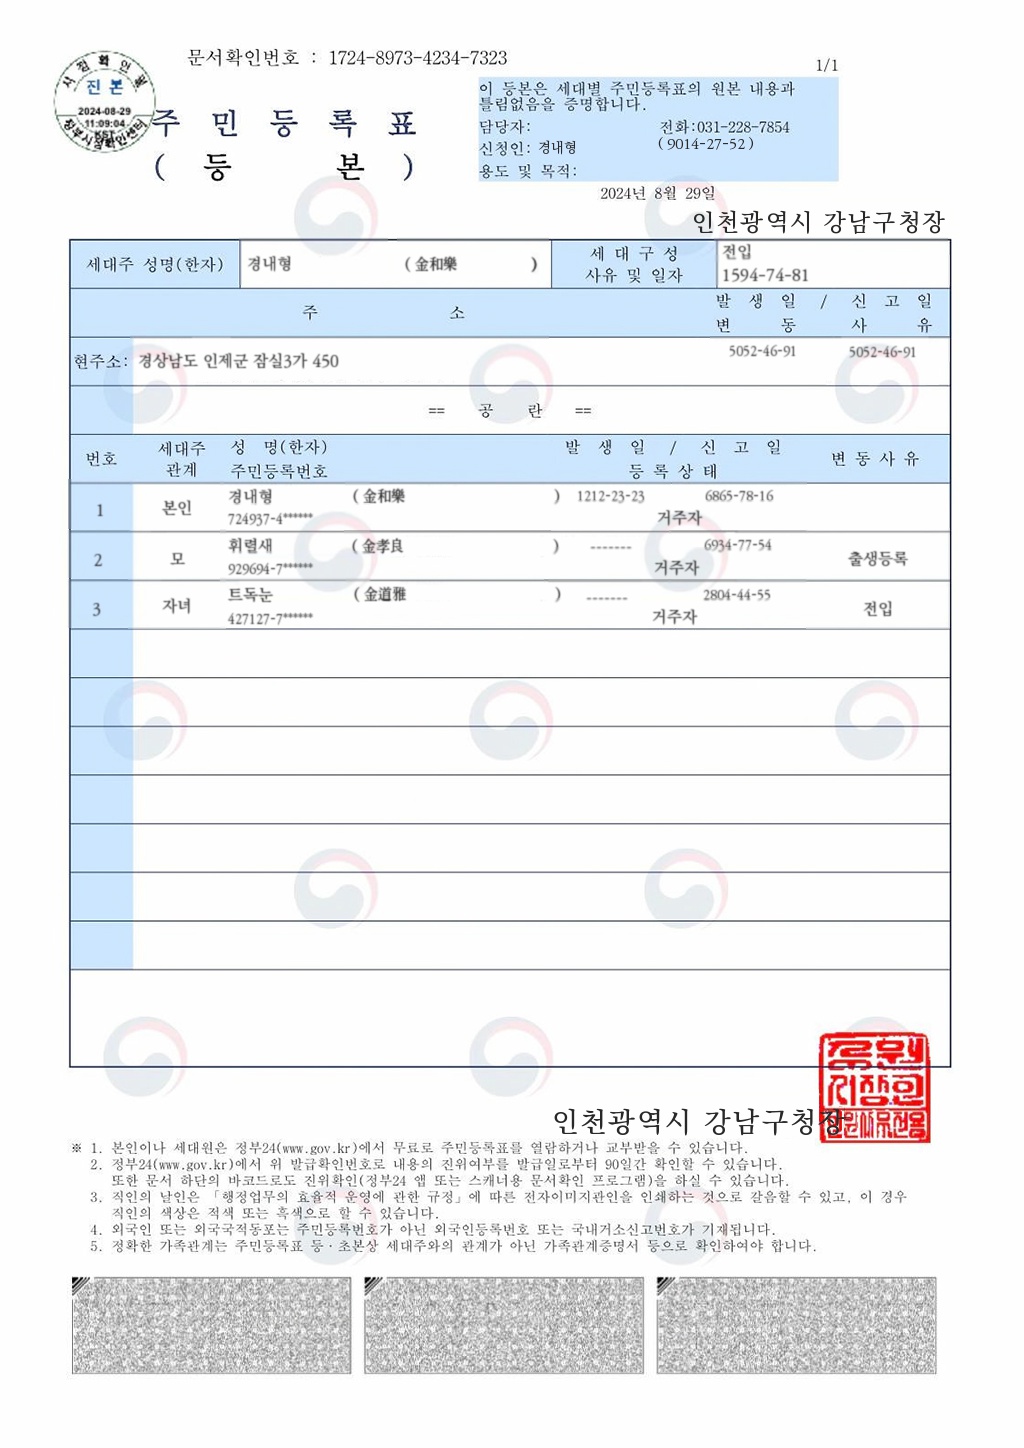 문서확인번호 : 1724-8973-4234-7323
1/1
시점확인필
진본
2024-08-29
11:09:04
KST
정부시점확인센터
주 민 등 록 표
( 등 본 )
이 등본은 세대별 주민등록표의 원본 내용과
틀림없음을 증명합니다.
담당자: 전화:031-228-7854
신청인: 경내형 ( 9014-27-52 )
용도 및 목적:
2024년 8월 29일
인천광역시 강남구청장
세대주 성명(한자) 경내형 ( 金和樂 ) 세 대 구 성 전입
사유 및 일자 1594-74-81
주 소 발 생 일 / 신 고 일
변 동 사 유
현주소: 경상남도 인제군 잠실3가 450 5052-46-91 5052-46-91
== 공 란 ==
번호 세대주 성 명(한자) 발 생 일 / 신 고 일 변 동 사 유
관계 주민등록번호 등 록 상 태
1 본인 경내형 ( 金和樂 ) 1212-23-23 6865-78-16
724937-4****** 거주자
2 모 휘렬새 ( 金孝良 ) ------- 6934-77-54 출생등록
929694-7****** 거주자
3 자녀 트독눈 ( 金道雅 ) ------- 2804-44-55 전입
427127-7****** 거주자
인천광역시 강남구청장
※ 1. 본인이나 세대원은 정부24(www.gov.kr)에서 무료로 주민등록표를 열람하거나 교부받을 수 있습니다.
2. 정부24(www.gov.kr)에서 위 발급확인번호로 내용의 진위여부를 발급일로부터 90일간 확인할 수 있습니다.
또한 문서 하단의 바코드로도 진위확인(정부24 앱 또는 스캐너용 문서확인 프로그램)을 하실 수 있습니다.
3. 직인의 날인은 「행정업무의 효율적 운영에 관한 규정」에 따른 전자이미지관인을 인쇄하는 것으로 갈음할 수 있고, 이 경우
직인의 색상은 적색 또는 흑색으로 할 수 있습니다.
4. 외국인 또는 외국국적동포는 주민등록번호가 아닌 외국인등록번호 또는 국내거소신고번호가 기재됩니다.
5. 정확한 가족관계는 주민등록표 등·초본상 세대주와의 관계가 아닌 가족관계증명서 등으로 확인하여야 합니다.